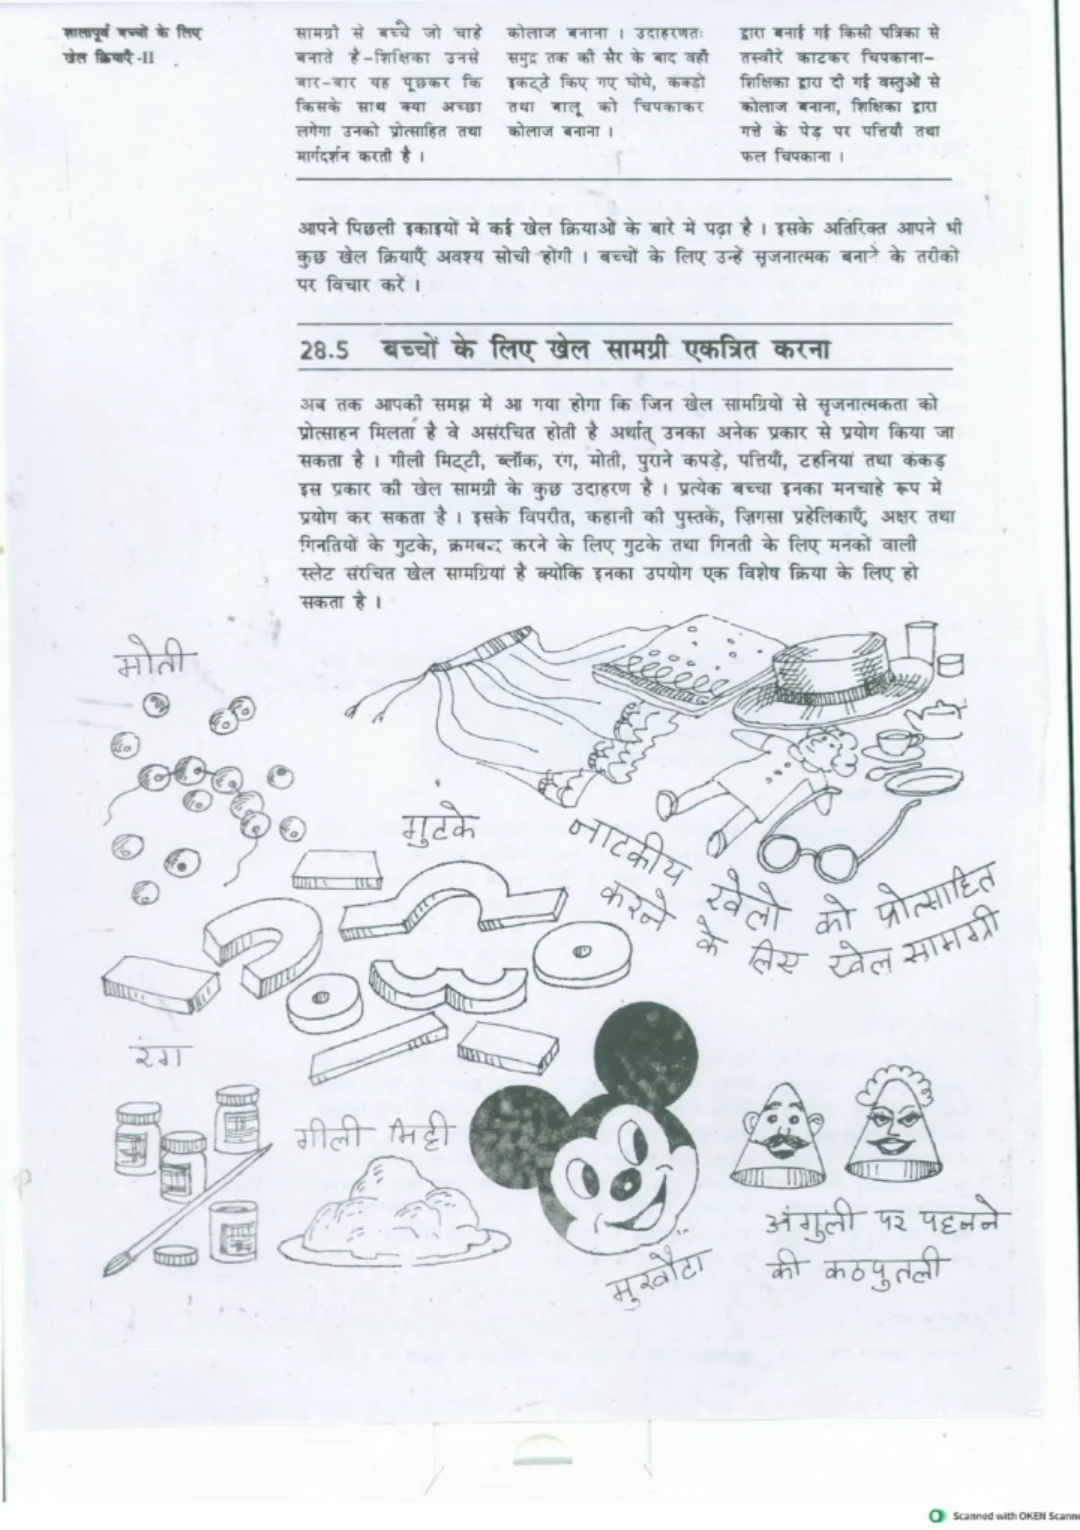 शालापूर्व बच्चों के लिए
खेल क्रियाएँ-II
सामग्री से बच्चे जो चाहे
बनाते है-शिक्षिका उनसे
बार-बार यह पूछकर कि
किसके साथ क्या अच्छा
लगेगा उनको प्रोत्साहित तथा
मार्गदर्शन करती है ।
कोलाज बनाना । उदाहरणतः
समुद्र तक की सैर के बाद वहाँ
इकट्ठे किए गए घोंघे, कंकड़ों
तथा बालू को चिपकाकर
कोलाज बनाना ।
द्वारा बनाई गई किसी पत्रिका से
तस्वीरें काटकर चिपकाना-
शिक्षिका द्वारा दी गई वस्तुओं से
कोलाज बनाना, शिक्षिका द्वारा
गत्ते के पेड़ पर पत्तियाँ तथा
फल चिपकाना ।
आपने पिछली इकाइयों में कई खेल क्रियाओं के बारे में पढ़ा है । इसके अतिरिक्त आपने भी
कुछ खेल क्रियाएँ अवश्य सोची होंगी । बच्चों के लिए उन्हें सृजनात्मक बनाने के तरीकों
पर विचार करें ।
28.5 बच्चों के लिए खेल सामग्री एकत्रित करना
अब तक आपकी समझ में आ गया होगा कि जिन खेल सामग्रियों से सृजनात्मकता को
प्रोत्साहन मिलता है वे असंरचित होती है अर्थात् उनका अनेक प्रकार से प्रयोग किया जा
सकता है । गीली मिट्टी, ब्लॉक, रंग, मोती, पुराने कपड़े, पत्तियाँ, टहनियां तथा कंकड़
इस प्रकार की खेल सामग्री के कुछ उदाहरण है । प्रत्येक बच्चा इनका मनचाहे रूप में
प्रयोग कर सकता है । इसके विपरीत, कहानी की पुस्तकें, ज़िगसा प्रहेलिकाएँ, अक्षर तथा
गिनतियों के गुटके, क्रमबद्ध करने के लिए गुटके तथा गिनती के लिए मनकों वाली
स्लेट संरचित खेल सामग्रियां है क्योंकि इनका उपयोग एक विशेष क्रिया के लिए हो
सकता है ।
मोती
गुटके
नाटकीय खेलो को प्रोत्साहित
करने के लिए खेल सामग्री
रंग
गीली मिट्टी
मुखौटा
अंगुली पर पहनने
की कठपुतली
Scanned with OKEN Scann